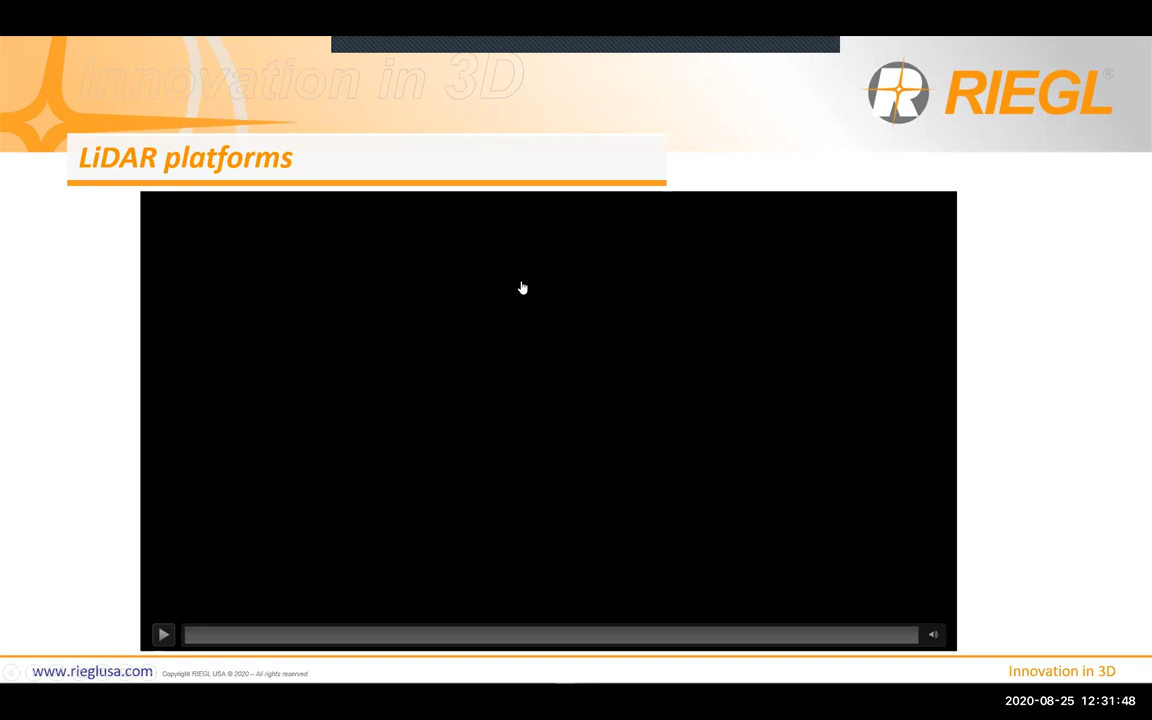 Innovation in 3D
RIEGL®
LiDAR platforms
www.rieglusa.com
Copyright RIEGL USA © 2020 – All rights reserved
Innovation in 3D
2020-08-25 12:31:48